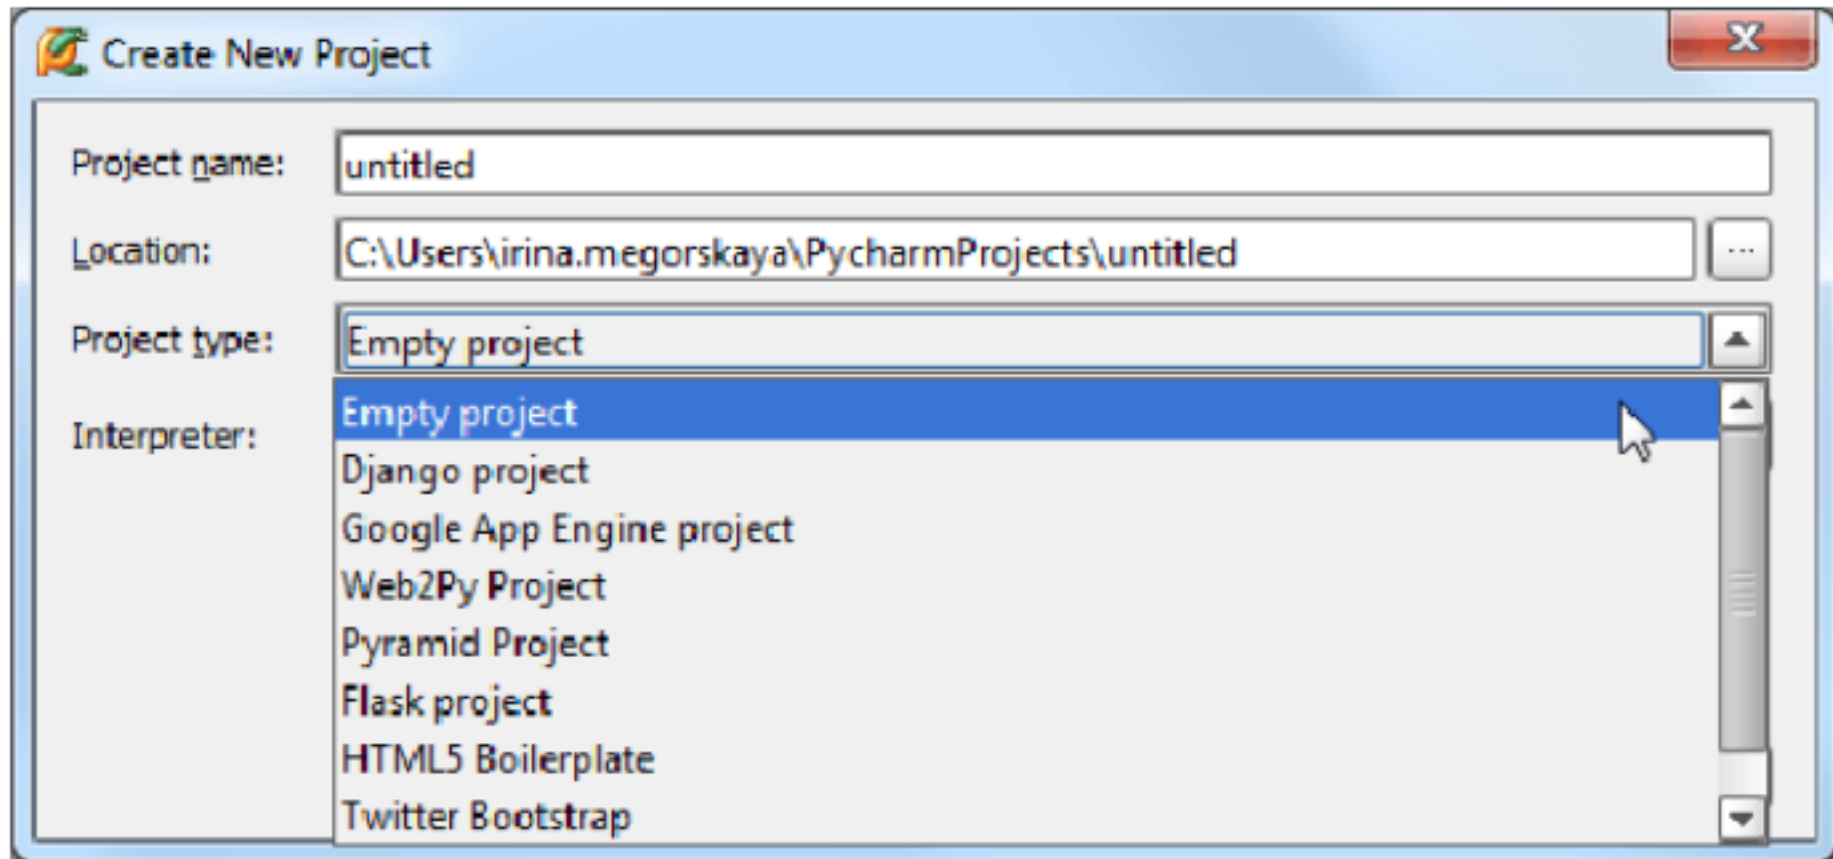 Create New Project
Project name: untitled
Location: C:\Users\irina.megorskaya\PycharmProjects\untitled ...
Project type: Empty project
Empty project
Interpreter:
Django project
Google App Engine project
Web2Py Project
Pyramid Project
Flask project
HTML5 Boilerplate
Twitter Bootstrap